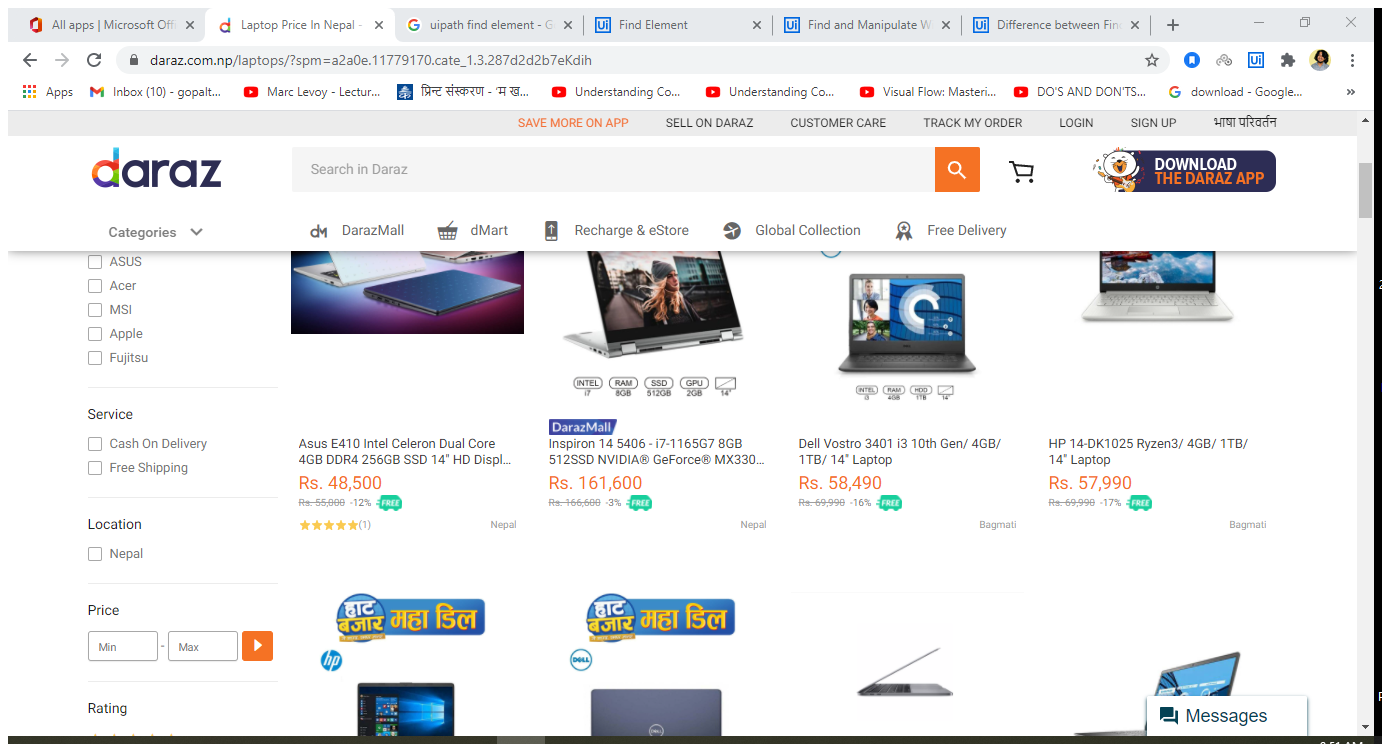 All apps | Microsoft Offi
Laptop Price In Nepal -
uipath find element - G
Find Element
Find and Manipulate W
Difference between Find
daraz.com.np/laptops/?spm=a2a0e.11779170.cate_1.3.287d2d2b7eKdih
Apps
Inbox (10) - gopalt...
Marc Levoy - Lectur...
प्रिन्ट संस्करण - 'म ख...
Understanding Co...
Understanding Co...
Visual Flow: Masteri...
DO'S AND DON'TS...
download - Google...
SAVE MORE ON APP
SELL ON DARAZ
CUSTOMER CARE
TRACK MY ORDER
LOGIN
SIGN UP
भाषा परिवर्तन
daraz
Search in Daraz
DOWNLOAD
THE DARAZ APP
Categories
DarazMall
dMart
Recharge & eStore
Global Collection
Free Delivery
ASUS
Acer
MSI
Apple
Fujitsu
Service
Cash On Delivery
Free Shipping
Location
Nepal
Price
Min - Max
Rating
Asus E410 Intel Celeron Dual Core
4GB DDR4 256GB SSD 14" HD Displ...
Rs. 48,500
Rs. 55,000 -12% FREE
(1) Nepal
INTEL RAM SSD GPU
i7 8GB 512GB 2GB 14"
DarazMall
Inspiron 14 5406 - i7-1165G7 8GB
512SSD NVIDIA® GeForce® MX330...
Rs. 161,600
Rs. 166,600 -3% FREE
Nepal
INTEL RAM HDD
i3 4GB 1TB 14"
Dell Vostro 3401 i3 10th Gen/ 4GB/
1TB/ 14" Laptop
Rs. 58,490
Rs. 69,990 -16% FREE
Bagmati
HP 14-DK1025 Ryzen3/ 4GB/ 1TB/
14" Laptop
Rs. 57,990
Rs. 69,990 -17% FREE
Bagmati
हाट
बजार महा डिल
hp
हाट
बजार महा डिल
DELL
DELL
Messages